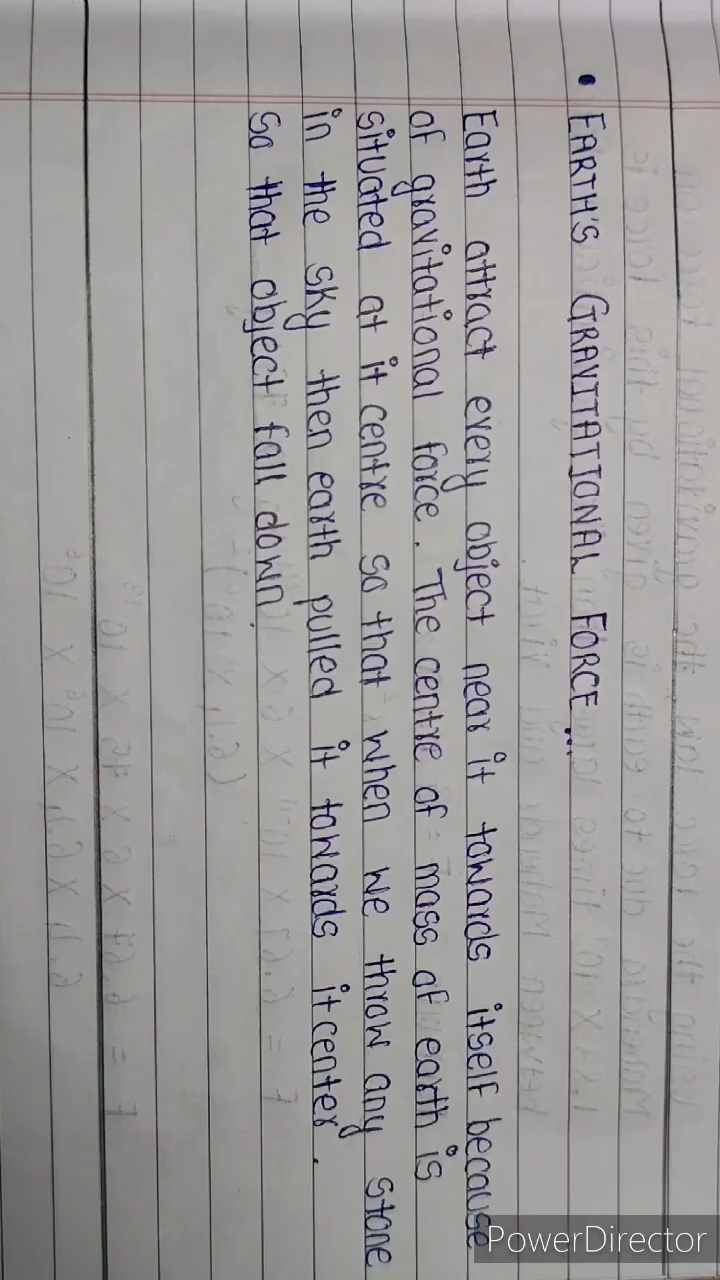 • EARTH'S GRAVITATIONAL FORCE...
Earth attract every object near it towards itself because
of gravitational force. The centre of mass of earth is
situated at it centre so that when we throw any stone
in the sky then earth pulled it towards it center.
So that object fall down.
PowerDirector